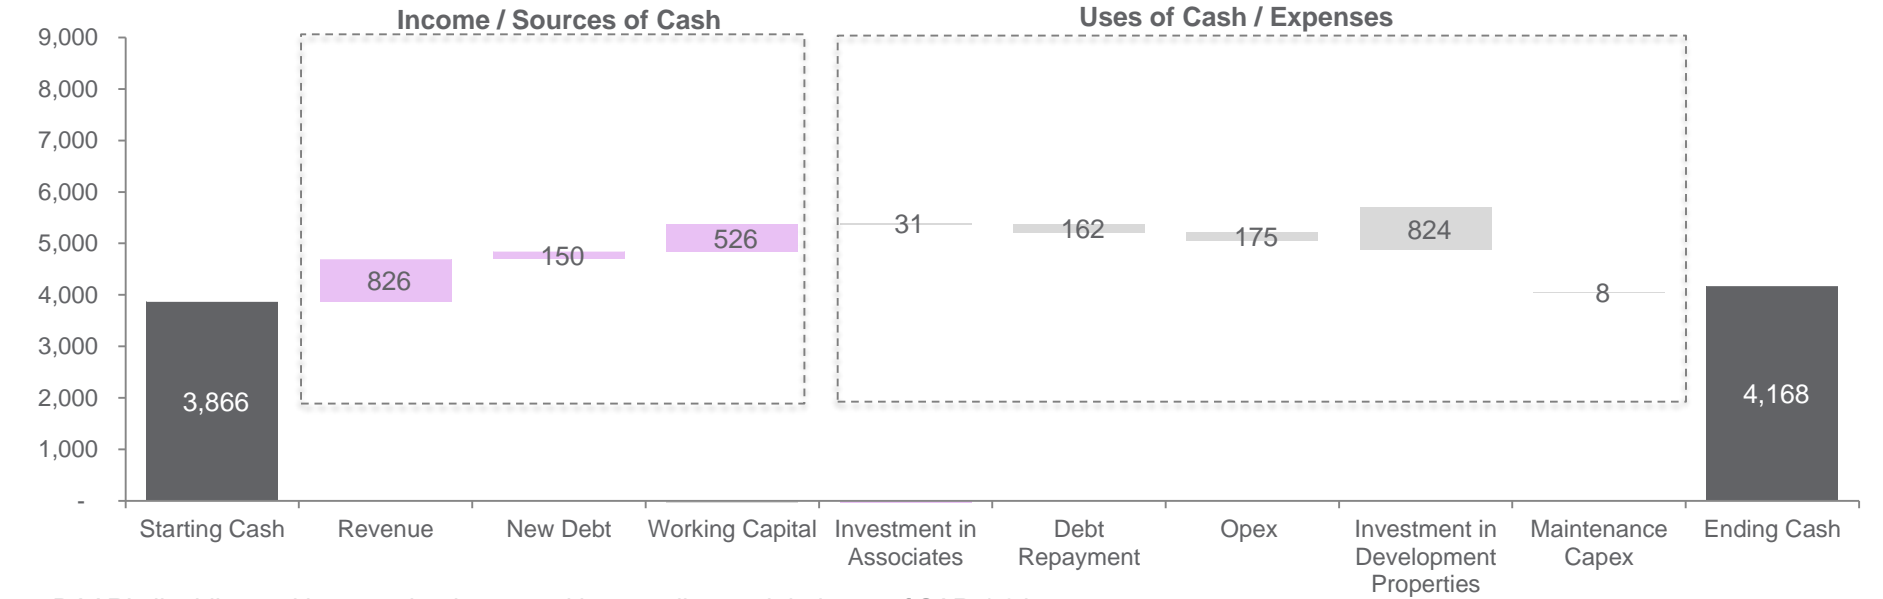 Income / Sources of Cash
Uses of Cash / Expenses
9,000
8,000
7,000
6,000
5,000
4,000
3,000
2,000
1,000
-
3,866
826
150
526
31
162
175
824
8
4,168
Starting Cash
Revenue
New Debt
Working Capital
Investment in
Associates
Debt
Repayment
Opex
Investment in
Development
Properties
Maintenance
Capex
Ending Cash